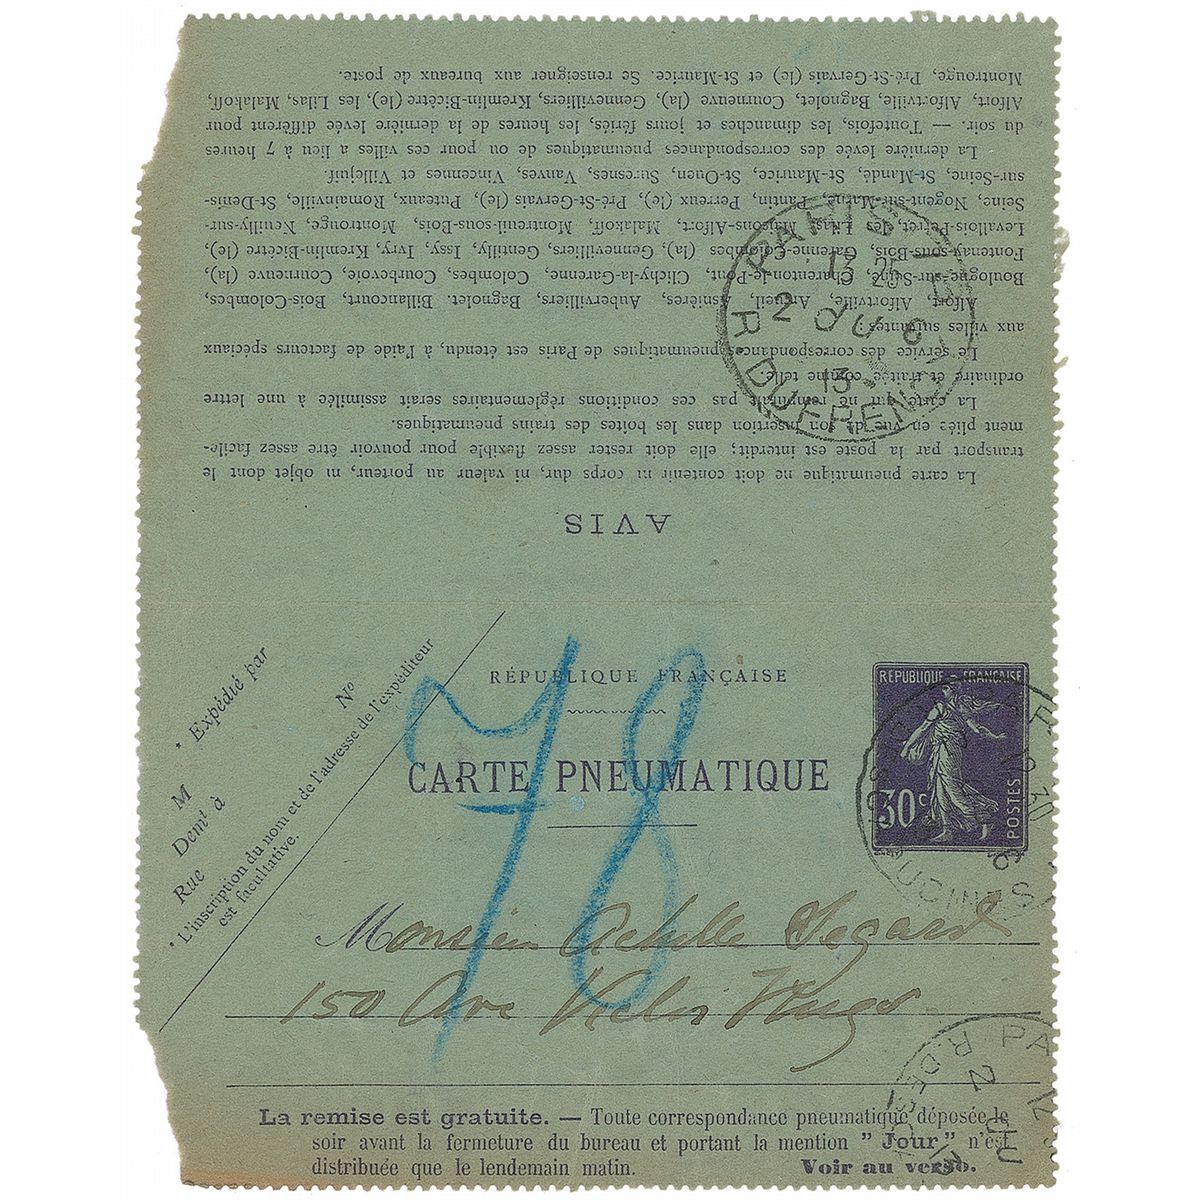 AVIS
La carte pneumatique ne doit contenir ni corps dur, ni valeur au porteur, ni objet dont le
transport par la poste est interdit; elle doit rester assez flexible pour pouvoir être assez facile-
ment pliée en vue de son insertion dans les boîtes des trains pneumatiques.
La carte qui ne remplirait pas ces conditions règlementaires serait assimilée à une lettre
ordinaire et traitée comme telle.
Le service des correspondances pneumatiques de Paris est étendu, à l'aide de facteurs spéciaux
aux villes suivantes:
Alfort, Alfortville, Arcueil, Asnières, Aubervilliers, Bagnolet. Billancourt, Bois-Colombes,
Boulogne-sur-Seine, Charenton-le-Pont, Clichy-la-Garenne, Colombes, Courbevoie, Courneuve (la),
Fontenay-sous-Bois, Garenne-Colombes (la), Gennevilliers, Gentilly, Issy, Ivry, Kremlin-Bicêtre (le),
Levallois-Perret, les Lilas, Maisons-Alfort, Malakoff, Montreuil-sous-Bois, Montrouge, Neuilly-sur-
Seine, Nogent-sur-Marne, Pantin, Perreux (le), Pré-St-Gervais (le), Puteaux, Romainville, St-Denis-
sur-Seine, St-Mandé, St-Maurice, St-Ouen, Suresnes, Vanves, Vincennes et Villejuif.
La dernière levée des correspondances pneumatiques de ou pour ces villes a lieu à 7 heures
du soir. — Toutefois, les dimanches et jours fériés, les heures de la dernière levée diffèrent pour
Alfort, Alfortville, Bagnolet, Courneuve (la), Gennevilliers, Kremlin-Bicêtre (le), les Lilas, Malakoff,
Montrouge, Pré-St-Gervais (le) et St-Maurice. Se renseigner aux bureaux de poste.
PARIS
12 25
2 6
13
R DUFRENOY
* Expédié par
M
Demt à
Rue Nº
* L'inscription du nom et de l'adresse de l'expéditeur
est facultative.
RÉPUBLIQUE FRANÇAISE
CARTE PNEUMATIQUE
78
RÉPUBLIQUE FRANÇAISE
30c
POSTES
Monsieur Achille Segard
150 Ave Victor Hugo
La remise est gratuite. — Toute correspondance pneumatique déposée le
soir avant la fermeture du bureau et portant la mention "Jour" n'est
distribuée que le lendemain matin. Voir au verso.